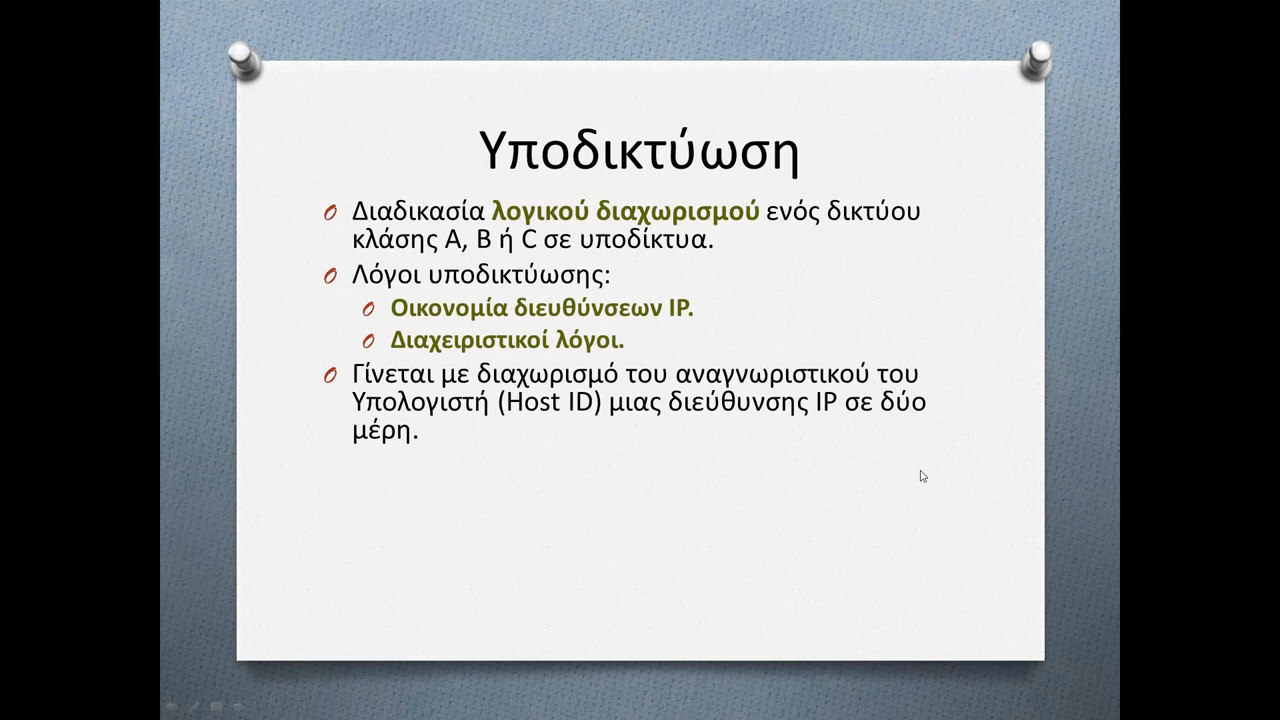 Υποδικτύωση
Διαδικασία λογικού διαχωρισμού ενός δικτύου
κλάσης A, B ή C σε υποδίκτυα.
Λόγοι υποδικτύωσης:
Οικονομία διευθύνσεων IP.
Διαχειριστικοί λόγοι.
Γίνεται με διαχωρισμό του αναγνωριστικού του
Υπολογιστή (Host ID) μιας διεύθυνσης IP σε δύο
μέρη.